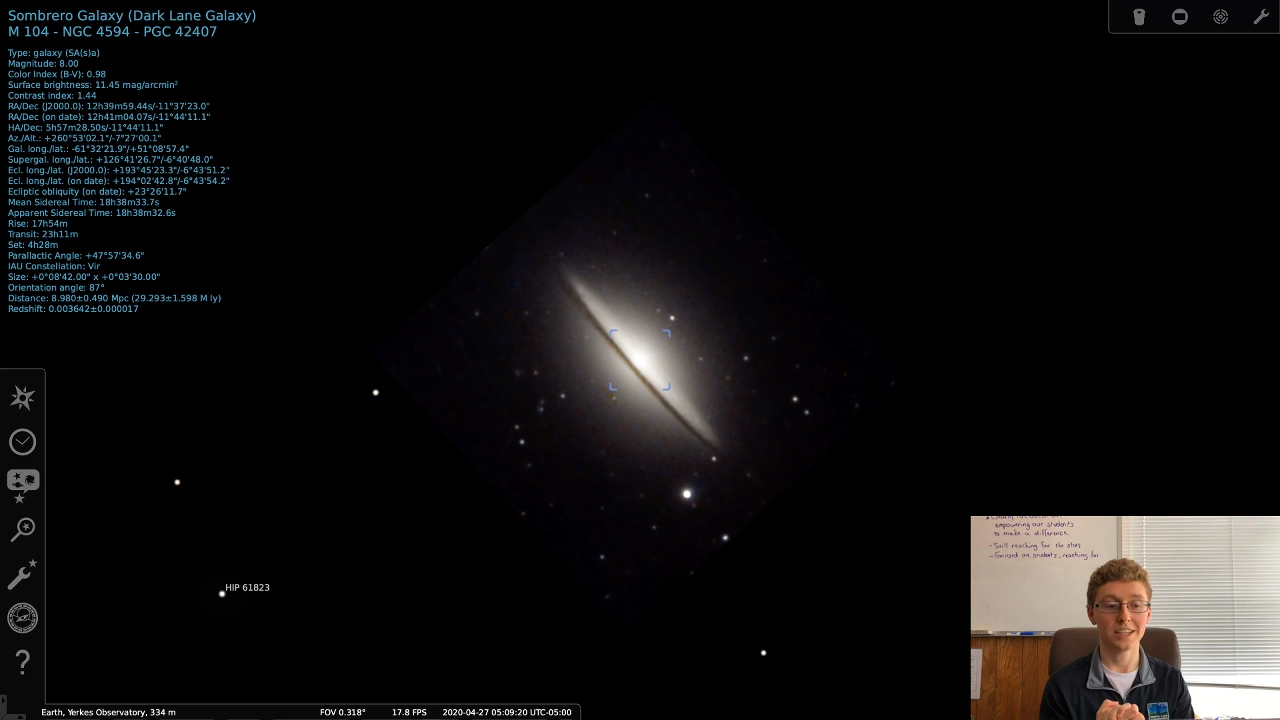 Sombrero Galaxy (Dark Lane Galaxy)
M 104 - NGC 4594 - PGC 42407
Type: galaxy (SA(s)a)
Magnitude: 8.00
Color Index (B-V): 0.98
Surface brightness: 11.45 mag/arcmin²
Contrast index: 1.44
RA/Dec (J2000.0): 12h39m59.44s/-11°37'23.0"
RA/Dec (on date): 12h41m04.07s/-11°44'11.1"
HA/Dec: 5h57m28.50s/-11°44'11.1"
Az./Alt.: +260°53'02.1"/-7°27'00.1"
Gal. long./lat.: -61°32'21.9"/+51°08'57.4"
Supergal. long./lat.: +126°41'26.7"/-6°40'48.0"
Ecl. long./lat. (J2000.0): +193°45'23.3"/-6°43'51.2"
Ecl. long./lat. (on date): +194°02'42.8"/-6°43'54.2"
Ecliptic obliquity (on date): +23°26'11.7"
Mean Sidereal Time: 18h38m33.7s
Apparent Sidereal Time: 18h38m32.6s
Rise: 17h54m
Transit: 23h11m
Set: 4h28m
Parallactic Angle: +47°57'34.6"
IAU Constellation: Vir
Size: +0°08'42.00" x +0°03'30.00"
Orientation angle: 87°
Distance: 8.980±0.490 Mpc (29.293±1.598 M ly)
Redshift: 0.003642±0.000017
HIP 61823
empowering our students
to make a difference
- Still reaching for the stars
- Focused on students, reaching for
Earth, Yerkes Observatory, 334 m FOV 0.318° 17.8 FPS 2020-04-27 05:09:20 UTC-05:00